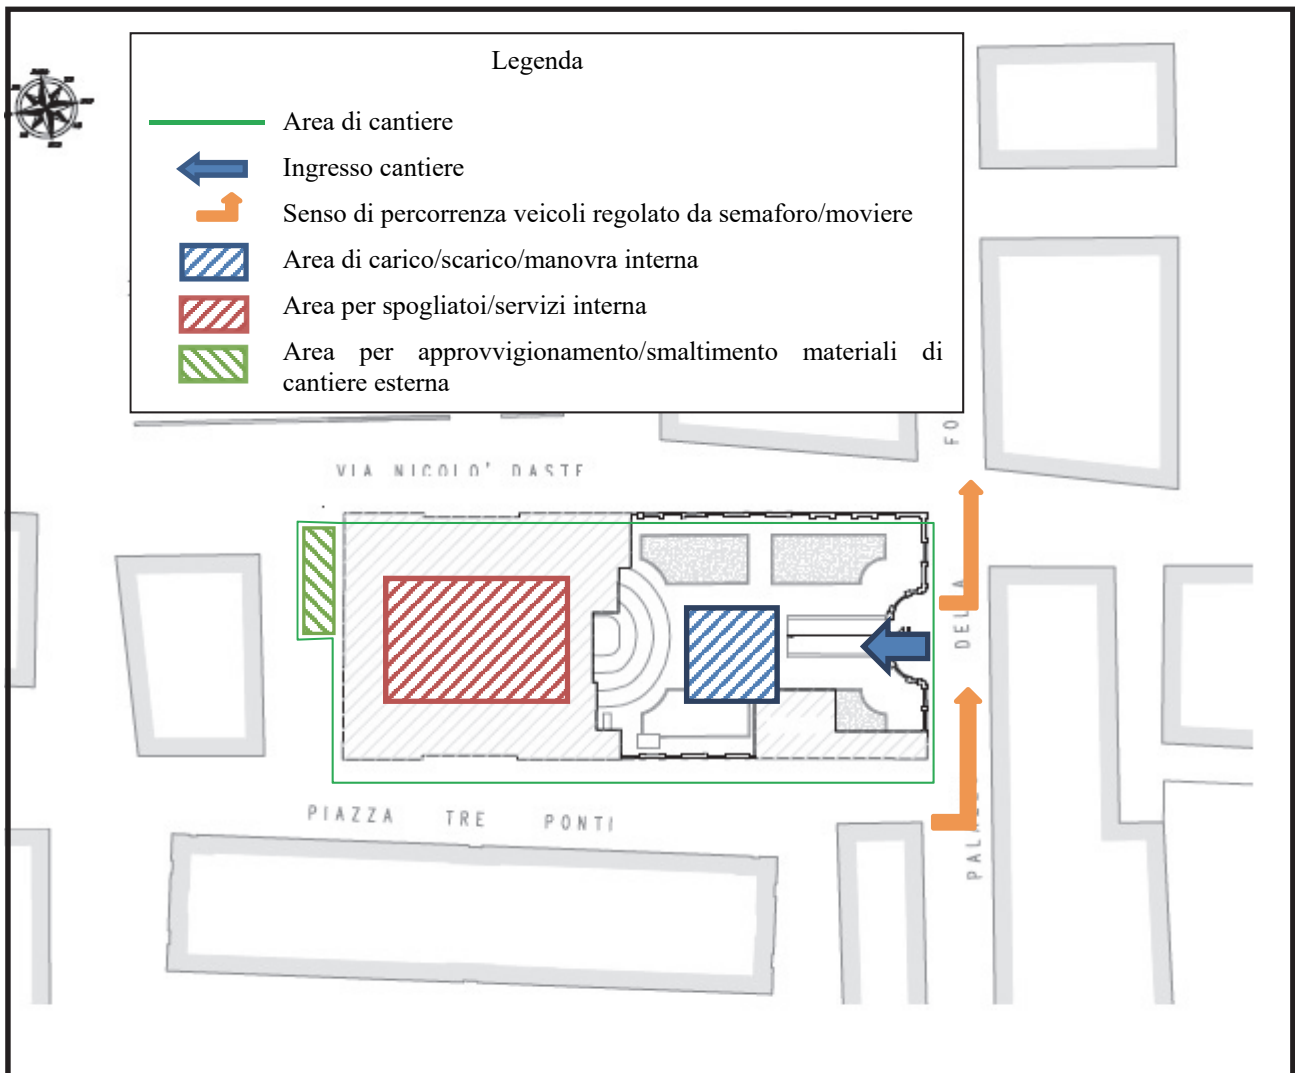 Legenda
Area di cantiere
Ingresso cantiere
Senso di percorrenza veicoli regolato da semaforo/moviere
Area di carico/scarico/manovra interna
Area per spogliatoi/servizi interna
Area per approvvigionamento/smaltimento materiali di
cantiere esterna
FO
VIA NICOLO' DASTE
DELLA
PIAZZA TRE PONTI